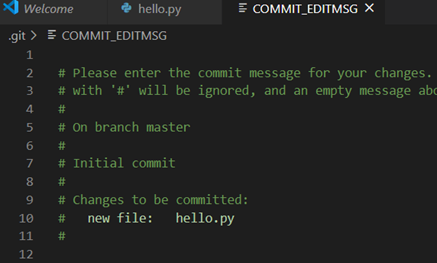 Welcome hello.py COMMIT_EDITMSG
.git > COMMIT_EDITMSG
1
2 # Please enter the commit message for your changes.
3 # with '#' will be ignored, and an empty message abo
4 #
5 # On branch master
6 #
7 # Initial commit
8 #
9 # Changes to be committed:
10 # new file: hello.py
11 #
12